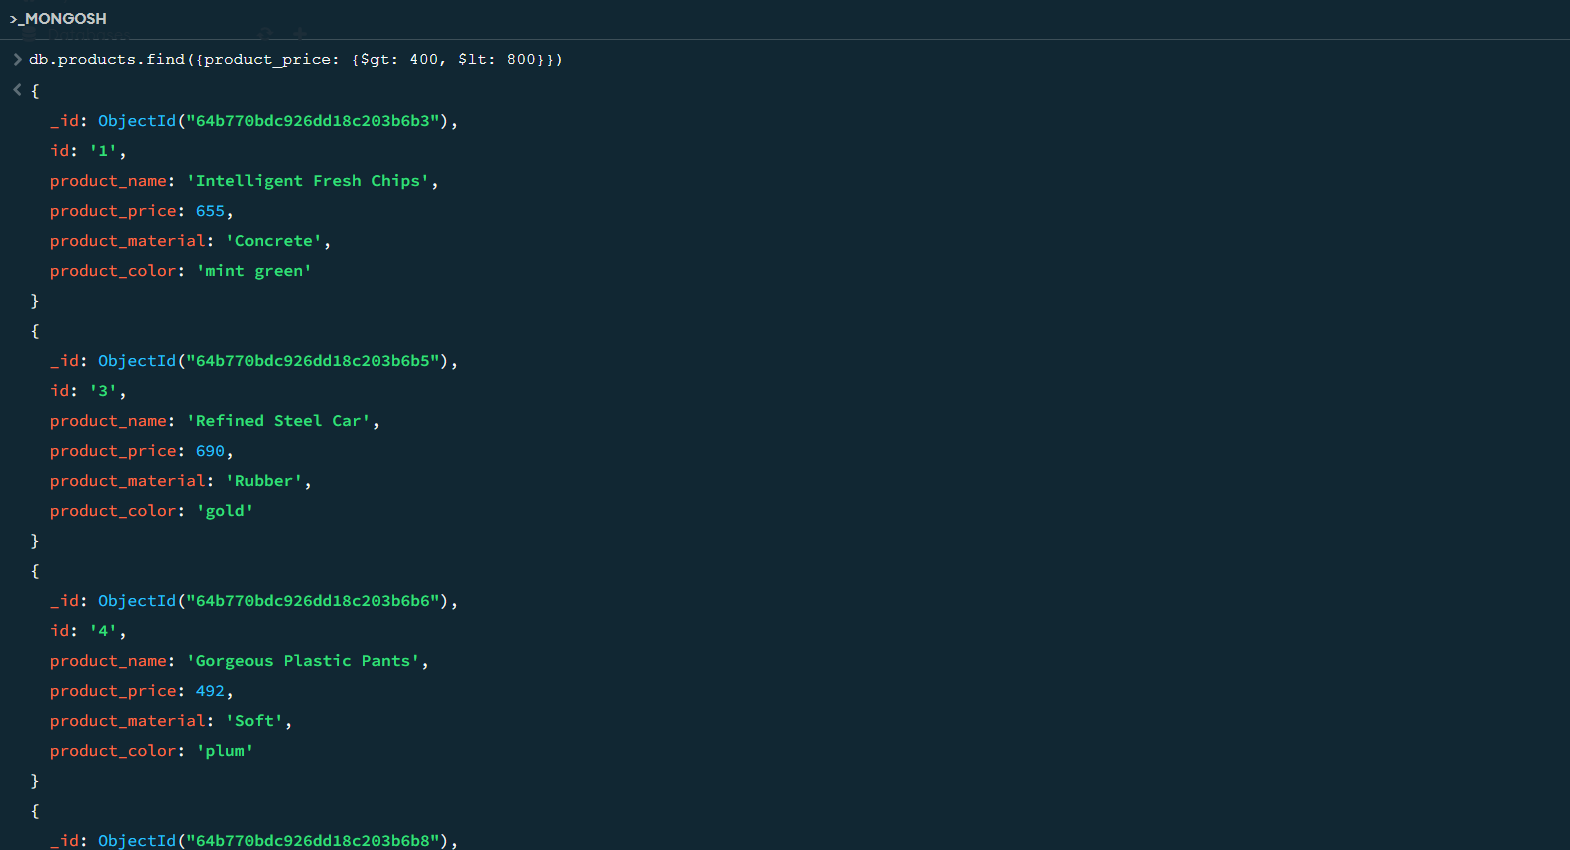 >_MONGOSH
> db.products.find({product_price: {$gt: 400, $lt: 800}})
< {
_id: ObjectId("64b770bdc926dd18c203b6b3"),
id: '1',
product_name: 'Intelligent Fresh Chips',
product_price: 655,
product_material: 'Concrete',
product_color: 'mint green'
}
{
_id: ObjectId("64b770bdc926dd18c203b6b5"),
id: '3',
product_name: 'Refined Steel Car',
product_price: 690,
product_material: 'Rubber',
product_color: 'gold'
}
{
_id: ObjectId("64b770bdc926dd18c203b6b6"),
id: '4',
product_name: 'Gorgeous Plastic Pants',
product_price: 492,
product_material: 'Soft',
product_color: 'plum'
}
{
_id: ObjectId("64b770bdc926dd18c203b6b8"),